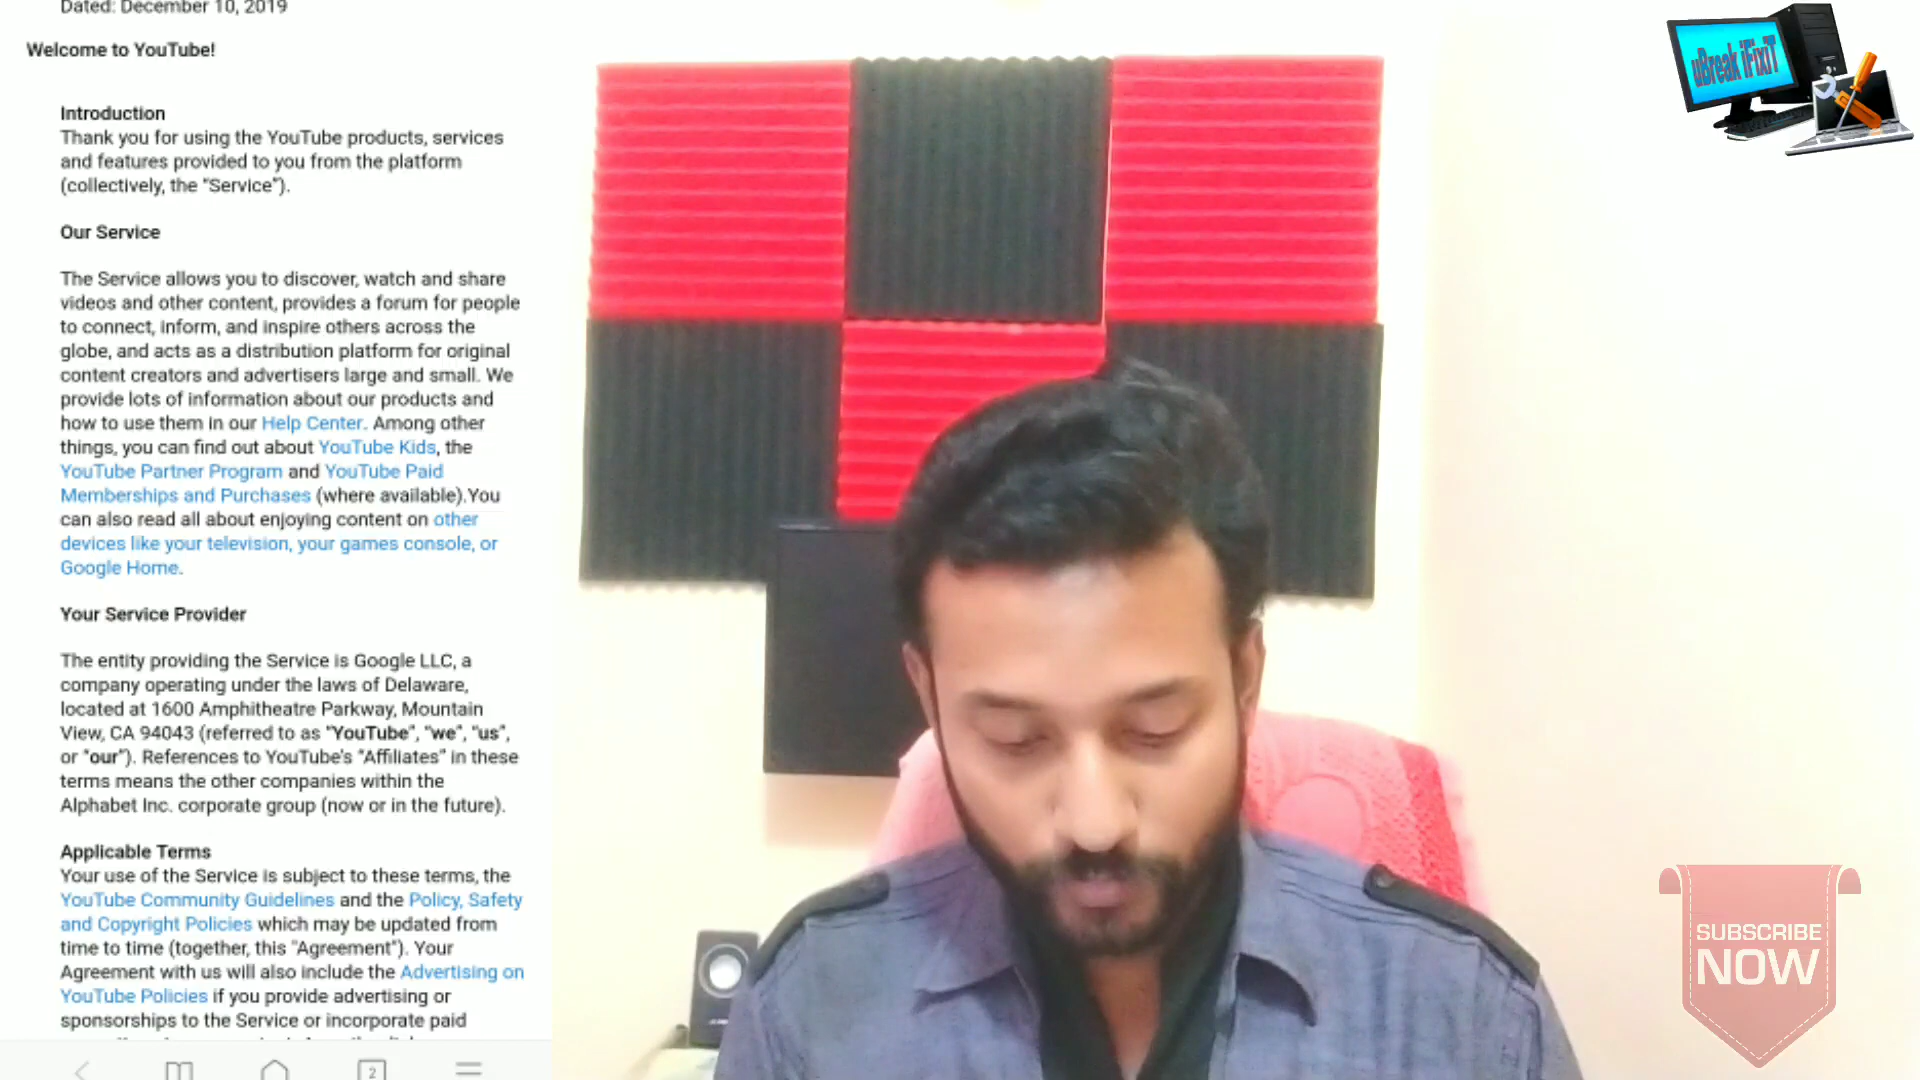 Dated: December 10, 2019
Welcome to YouTube!
Introduction
Thank you for using the YouTube products, services
and features provided to you from the platform
(collectively, the "Service").
Our Service
The Service allows you to discover, watch and share
videos and other content, provides a forum for people
to connect, inform, and inspire others across the
globe, and acts as a distribution platform for original
content creators and advertisers large and small. We
provide lots of information about our products and
how to use them in our Help Center. Among other
things, you can find out about YouTube Kids, the
YouTube Partner Program and YouTube Paid
Memberships and Purchases (where available).You
can also read all about enjoying content on other
devices like your television, your games console, or
Google Home.
Your Service Provider
The entity providing the Service is Google LLC, a
company operating under the laws of Delaware,
located at 1600 Amphitheatre Parkway, Mountain
View, CA 94043 (referred to as "YouTube", "we", "us",
or "our"). References to YouTube's "Affiliates" in these
terms means the other companies within the
Alphabet Inc. corporate group (now or in the future).
Applicable Terms
Your use of the Service is subject to these terms, the
YouTube Community Guidelines and the Policy, Safety
and Copyright Policies which may be updated from
time to time (together, this "Agreement"). Your
Agreement with us will also include the Advertising on
YouTube Policies if you provide advertising or
sponsorships to the Service or incorporate paid
2
uBreak iFixiT
SUBSCRIBE
NOW